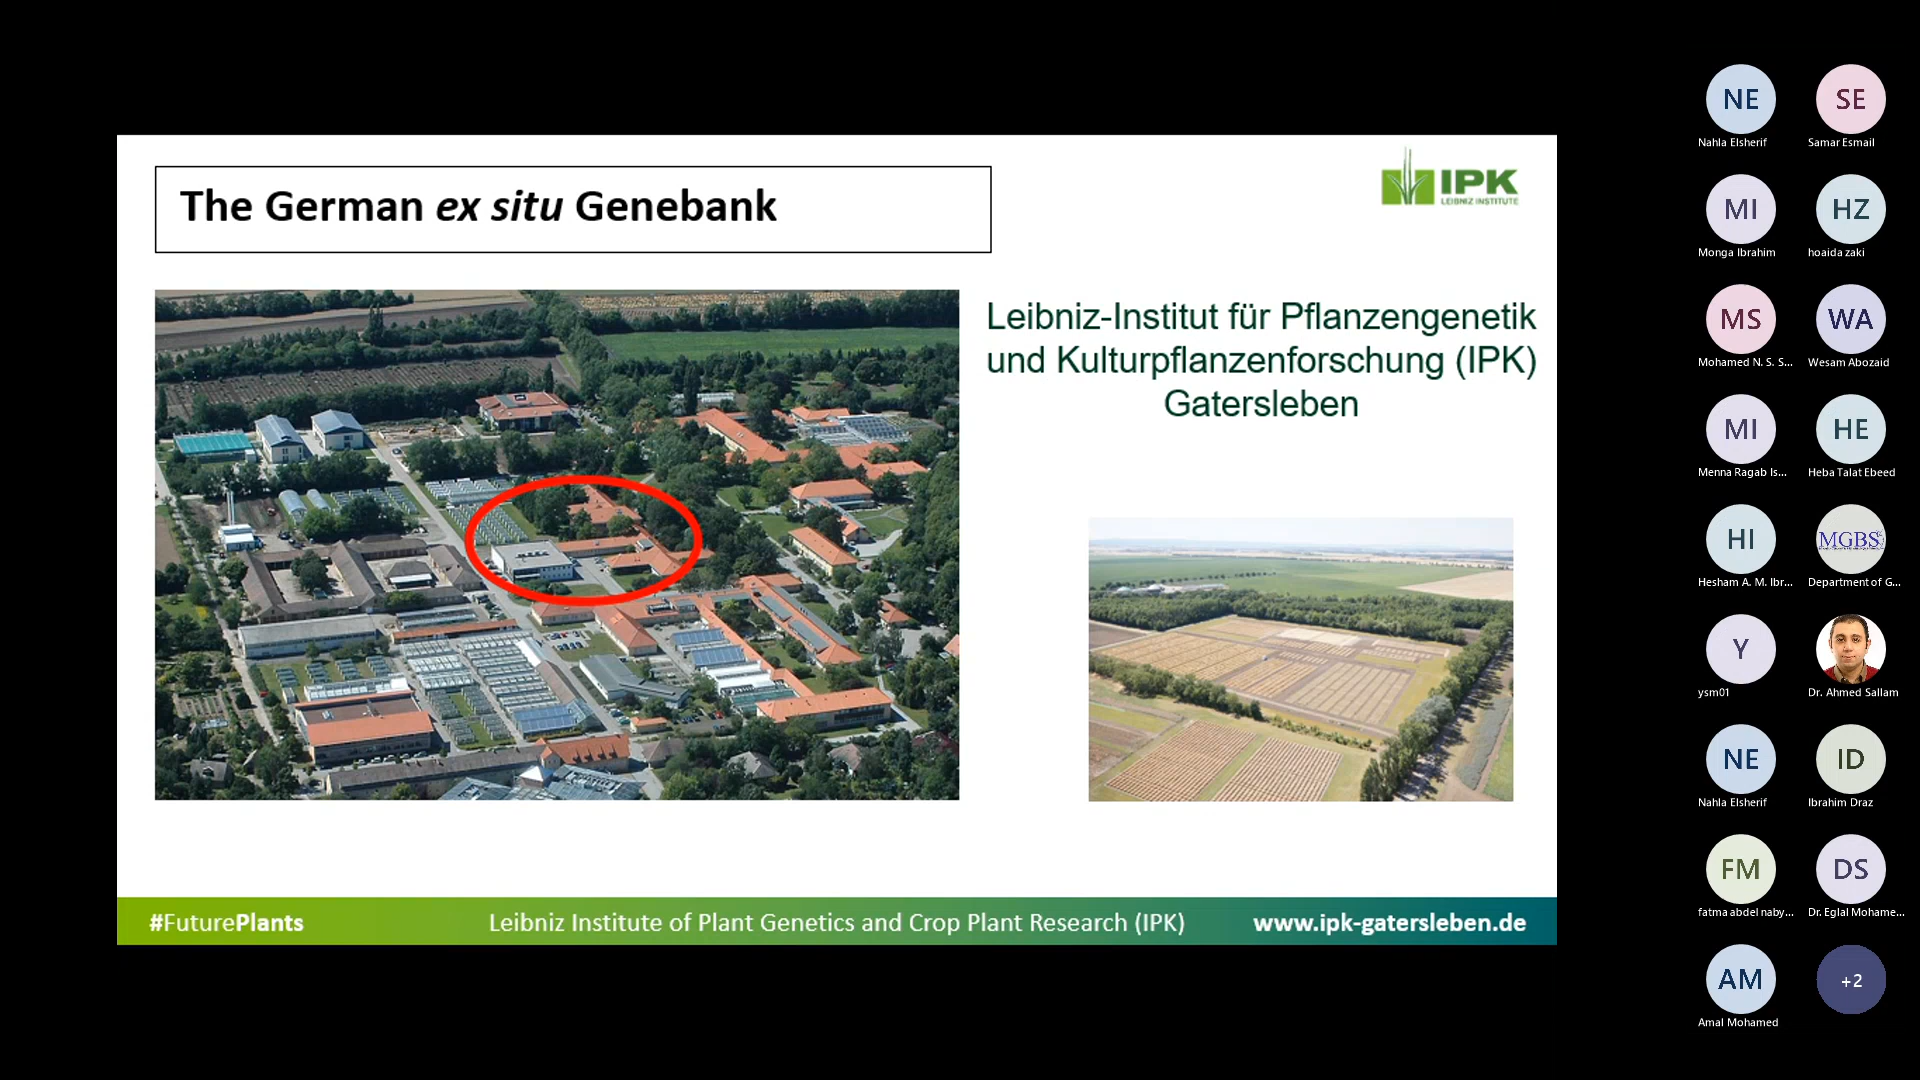 The German ex situ Genebank
IPK
LEIBNIZ INSTITUTE
Leibniz-Institut für Pflanzengenetik
und Kulturpflanzenforschung (IPK)
Gatersleben
#FuturePlants
Leibniz Institute of Plant Genetics and Crop Plant Research (IPK)
www.ipk-gatersleben.de
NE
SE
Nahla Elsherif
Samar Esmail
MI
HZ
Monga Ibrahim
hoaida zaki
MS
WA
Mohamed N. S. S...
Wesam Abozaid
MI
HE
Menna Ragab Is...
Heba Talat Ebeed
HI
MGBS
Hesham A. M. Ibr...
Department of G...
Y
ysm01
Dr. Ahmed Sallam
NE
ID
Nahla Elsherif
Ibrahim Draz
FM
DS
fatma abdel naby...
Dr. Eglal Mohame...
AM
+2
Amal Mohamed